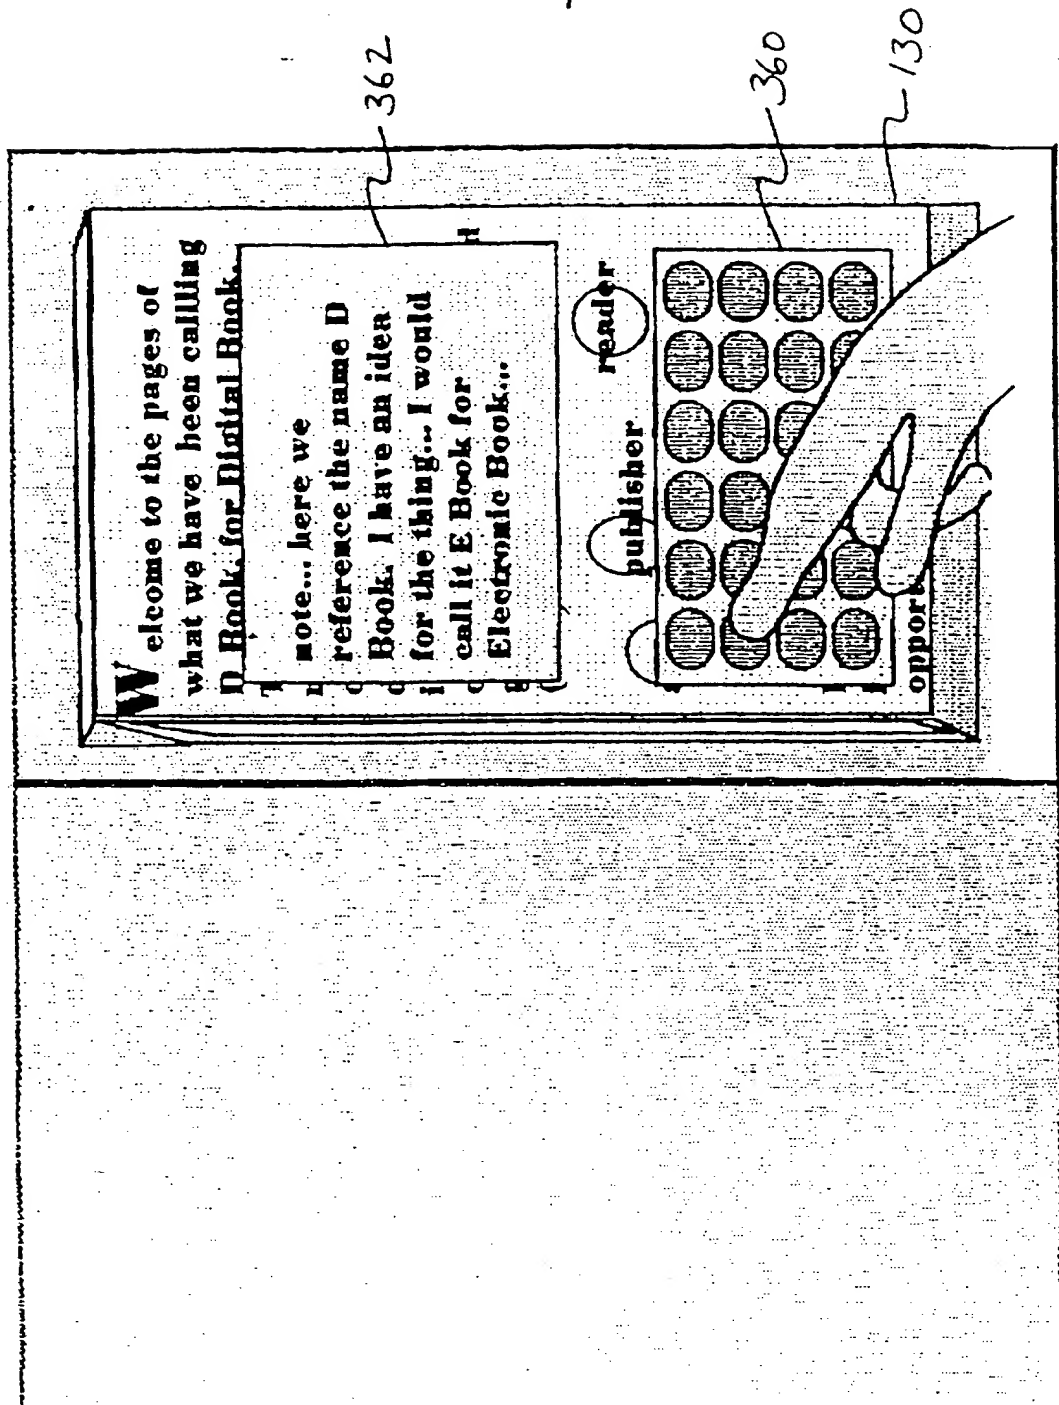 Welcome to the pages of
what we have been callling
D Book, for Digital Book.
note... here we
reference the name D
Book. I have an idea
for the thing... I would
call it E Book for
Electronic Book...
publisher
reader
opport
362
360
130